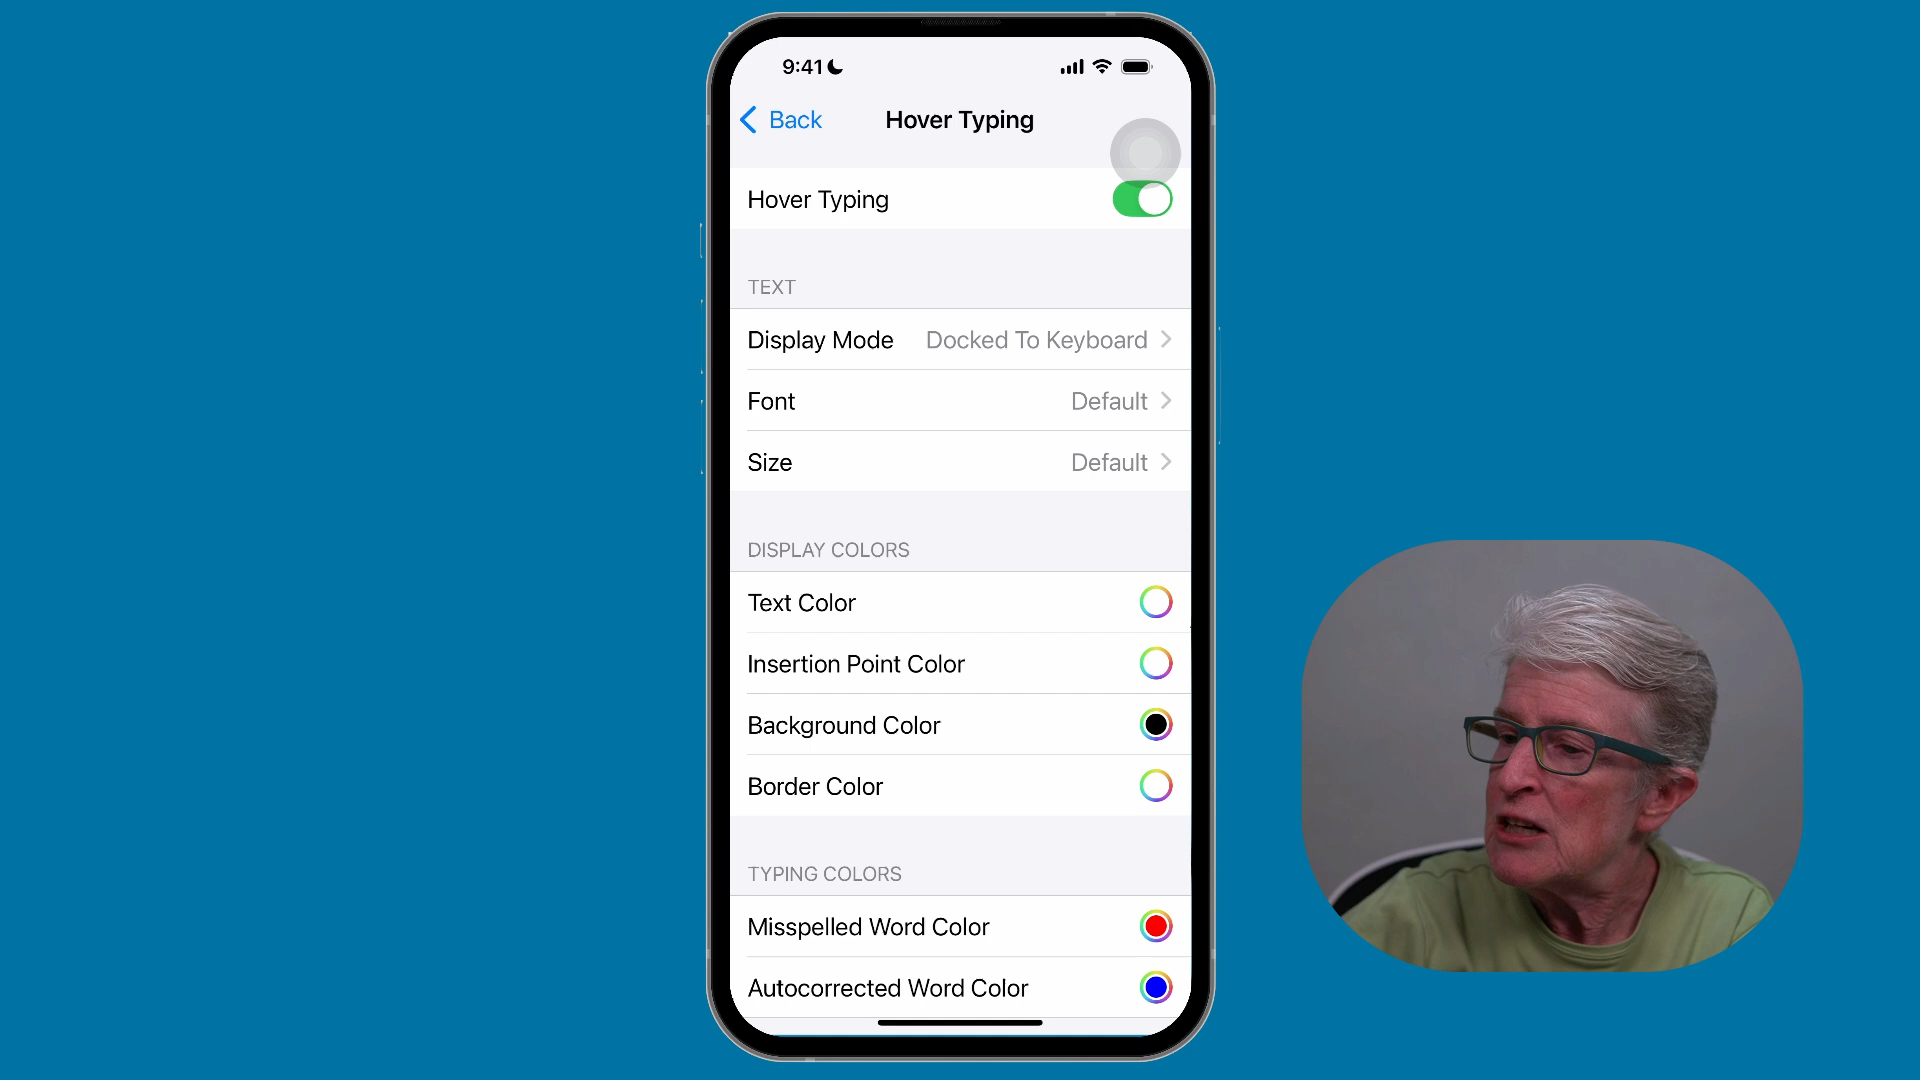 9:41
Back
Hover Typing
Hover Typing
TEXT
Display Mode Docked To Keyboard
Font Default
Size Default
DISPLAY COLORS
Text Color
Insertion Point Color
Background Color
Border Color
TYPING COLORS
Misspelled Word Color
Autocorrected Word Color